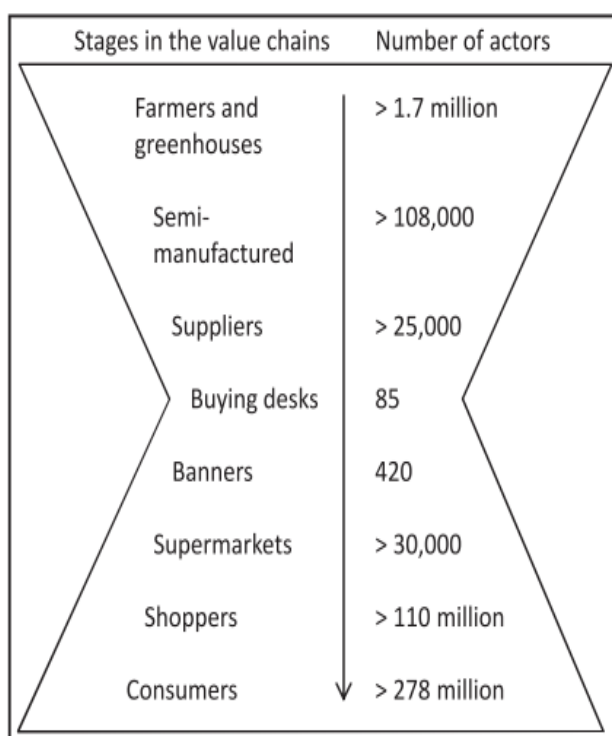 Stages in the value chains Number of actors
Farmers and > 1.7 million
greenhouses
Semi- > 108,000
manufactured
Suppliers > 25,000
Buying desks 85
Banners 420
Supermarkets > 30,000
Shoppers > 110 million
Consumers > 278 million